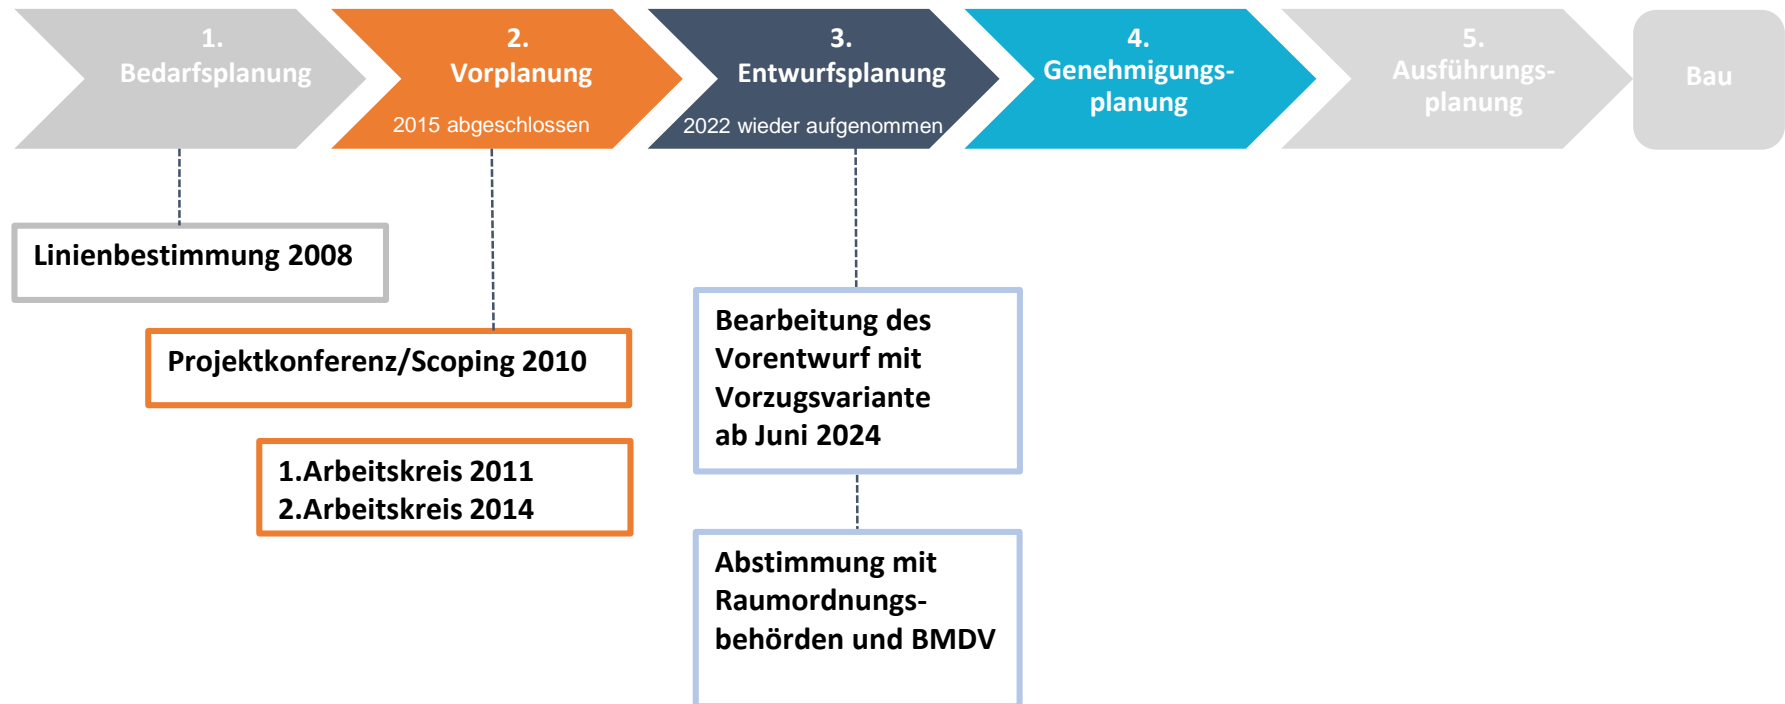 1.
Bedarfsplanung
2.
Vorplanung
2015 abgeschlossen
3.
Entwurfsplanung
2022 wieder aufgenommen
4.
Genehmigungs-
planung
5.
Ausführungs-
planung
Bau
Linienbestimmung 2008
Projektkonferenz/Scoping 2010
1.Arbeitskreis 2011
2.Arbeitskreis 2014
Bearbeitung des
Vorentwurf mit
Vorzugsvariante
ab Juni 2024
Abstimmung mit
Raumordnungs-
behörden und BMDV